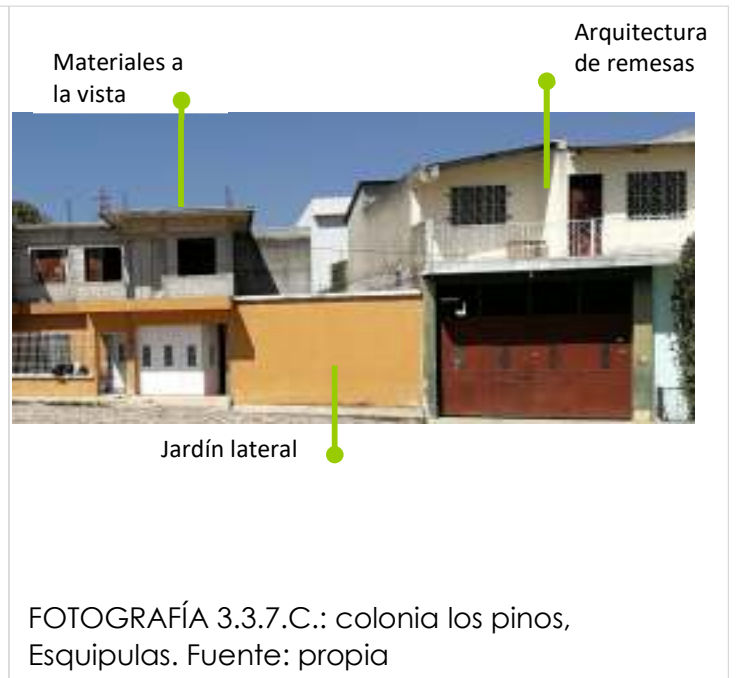 Materiales a
la vista
Arquitectura
de remesas
Jardín lateral
FOTOGRAFÍA 3.3.7.C.: colonia los pinos,
Esquipulas. Fuente: propia